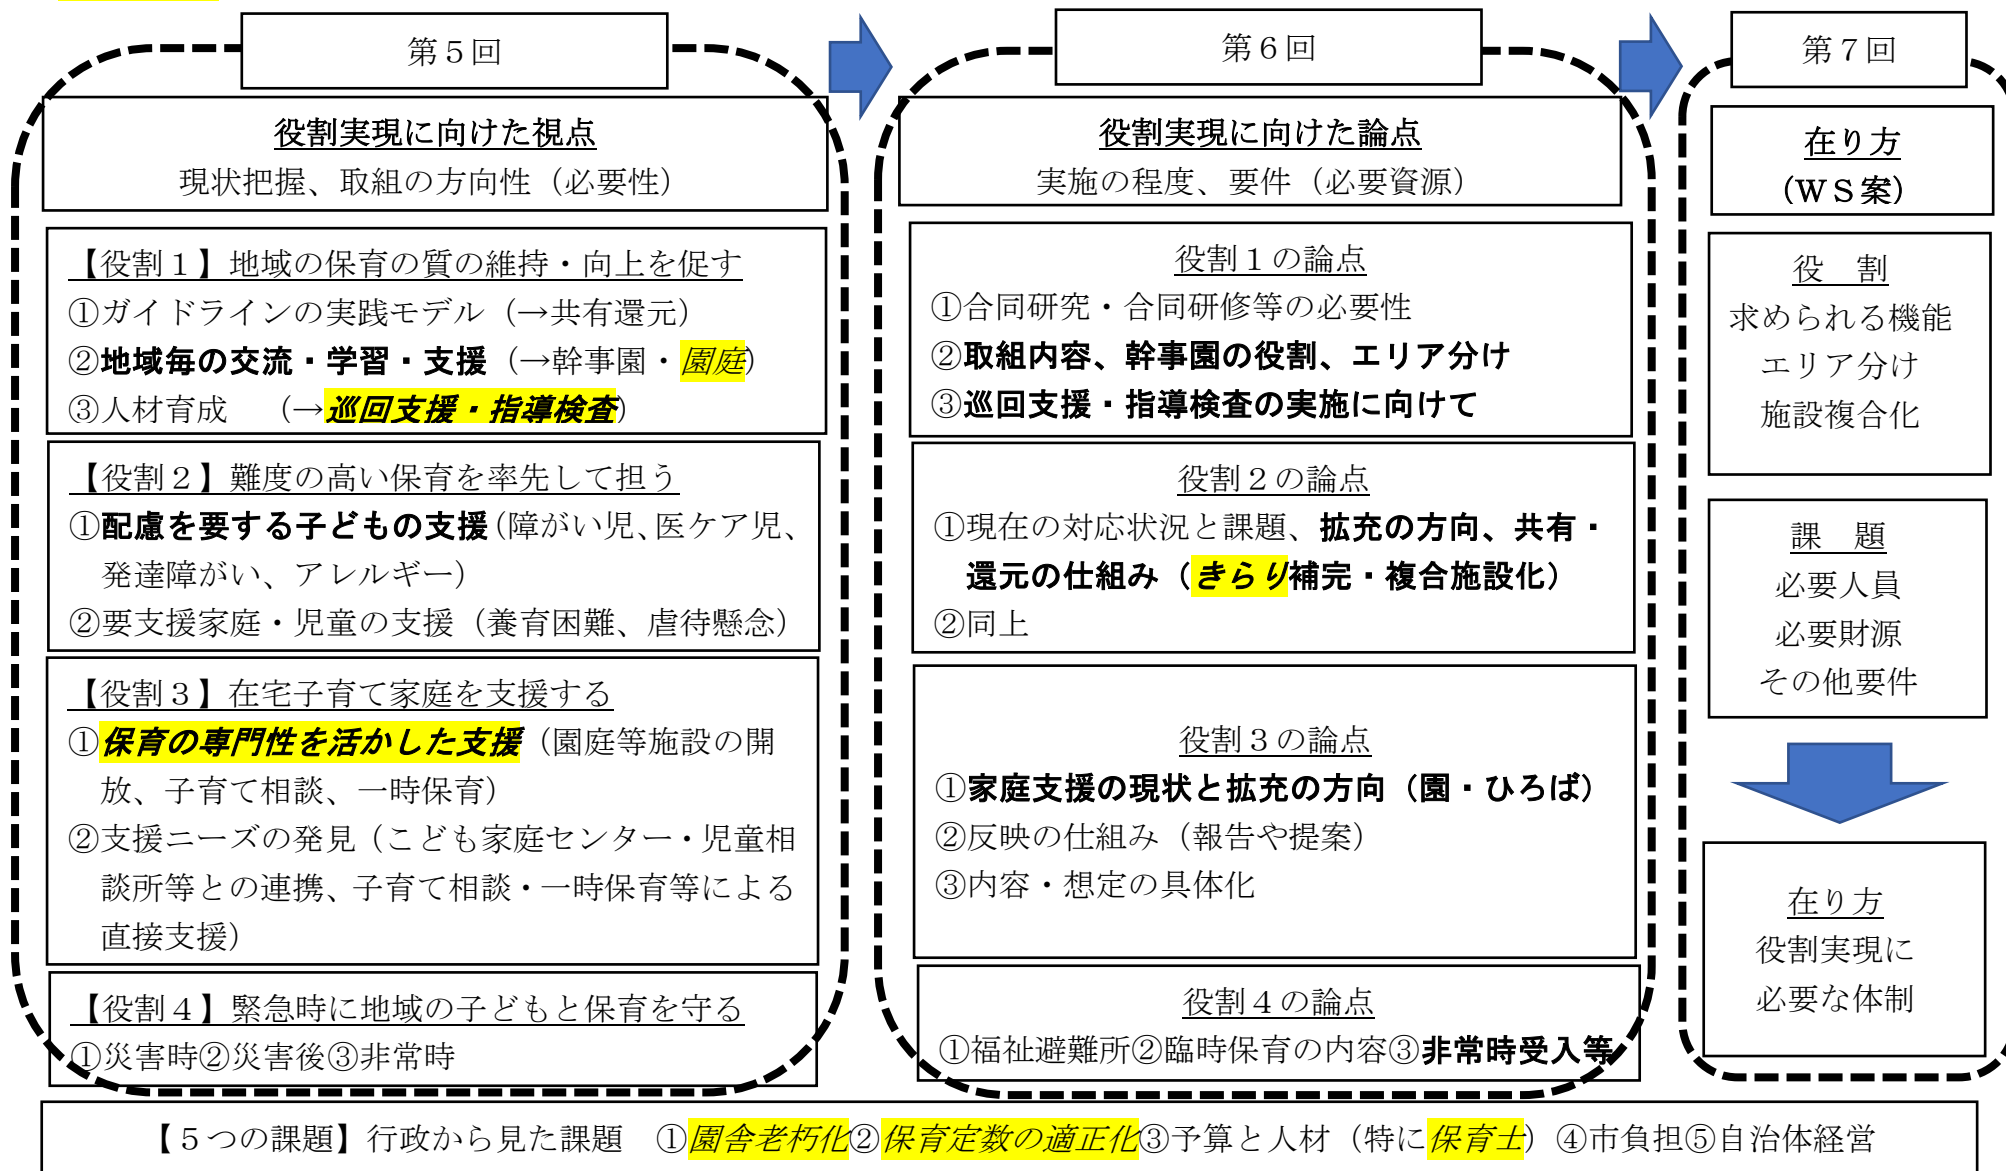 第５回
役割実現に向けた視点
現状把握、取組の方向性（必要性）
【役割１】地域の保育の質の維持・向上を促す
①ガイドラインの実践モデル（→共有還元）
②地域毎の交流・学習・支援（→幹事園・園庭）
③人材育成　（→巡回支援・指導検査）
【役割２】難度の高い保育を率先して担う
①配慮を要する子どもの支援（障がい児、医ケア児、
発達障がい、アレルギー）
②要支援家庭・児童の支援（養育困難、虐待懸念）
【役割３】在宅子育て家庭を支援する
①保育の専門性を活かした支援（園庭等施設の開
放、子育て相談、一時保育）
②支援ニーズの発見（こども家庭センター・児童相
談所等との連携、子育て相談・一時保育等による
直接支援）
【役割４】緊急時に地域の子どもと保育を守る
①災害時②災害後③非常時
第６回
役割実現に向けた論点
実施の程度、要件（必要資源）
役割１の論点
①合同研究・合同研修等の必要性
②取組内容、幹事園の役割、エリア分け
③巡回支援・指導検査の実施に向けて
役割２の論点
①現在の対応状況と課題、拡充の方向、共有・
還元の仕組み（きらり補完・複合施設化）
②同上
役割３の論点
①家庭支援の現状と拡充の方向（園・ひろば）
②反映の仕組み（報告や提案）
③内容・想定の具体化
役割４の論点
①福祉避難所②臨時保育の内容③非常時受入等
第７回
在り方
（ＷＳ案）
役　割
求められる機能
エリア分け
施設複合化
課　題
必要人員
必要財源
その他要件
在り方
役割実現に
必要な体制
【５つの課題】行政から見た課題　①園舎老朽化②保育定数の適正化③予算と人材（特に保育士）④市負担⑤自治体経営